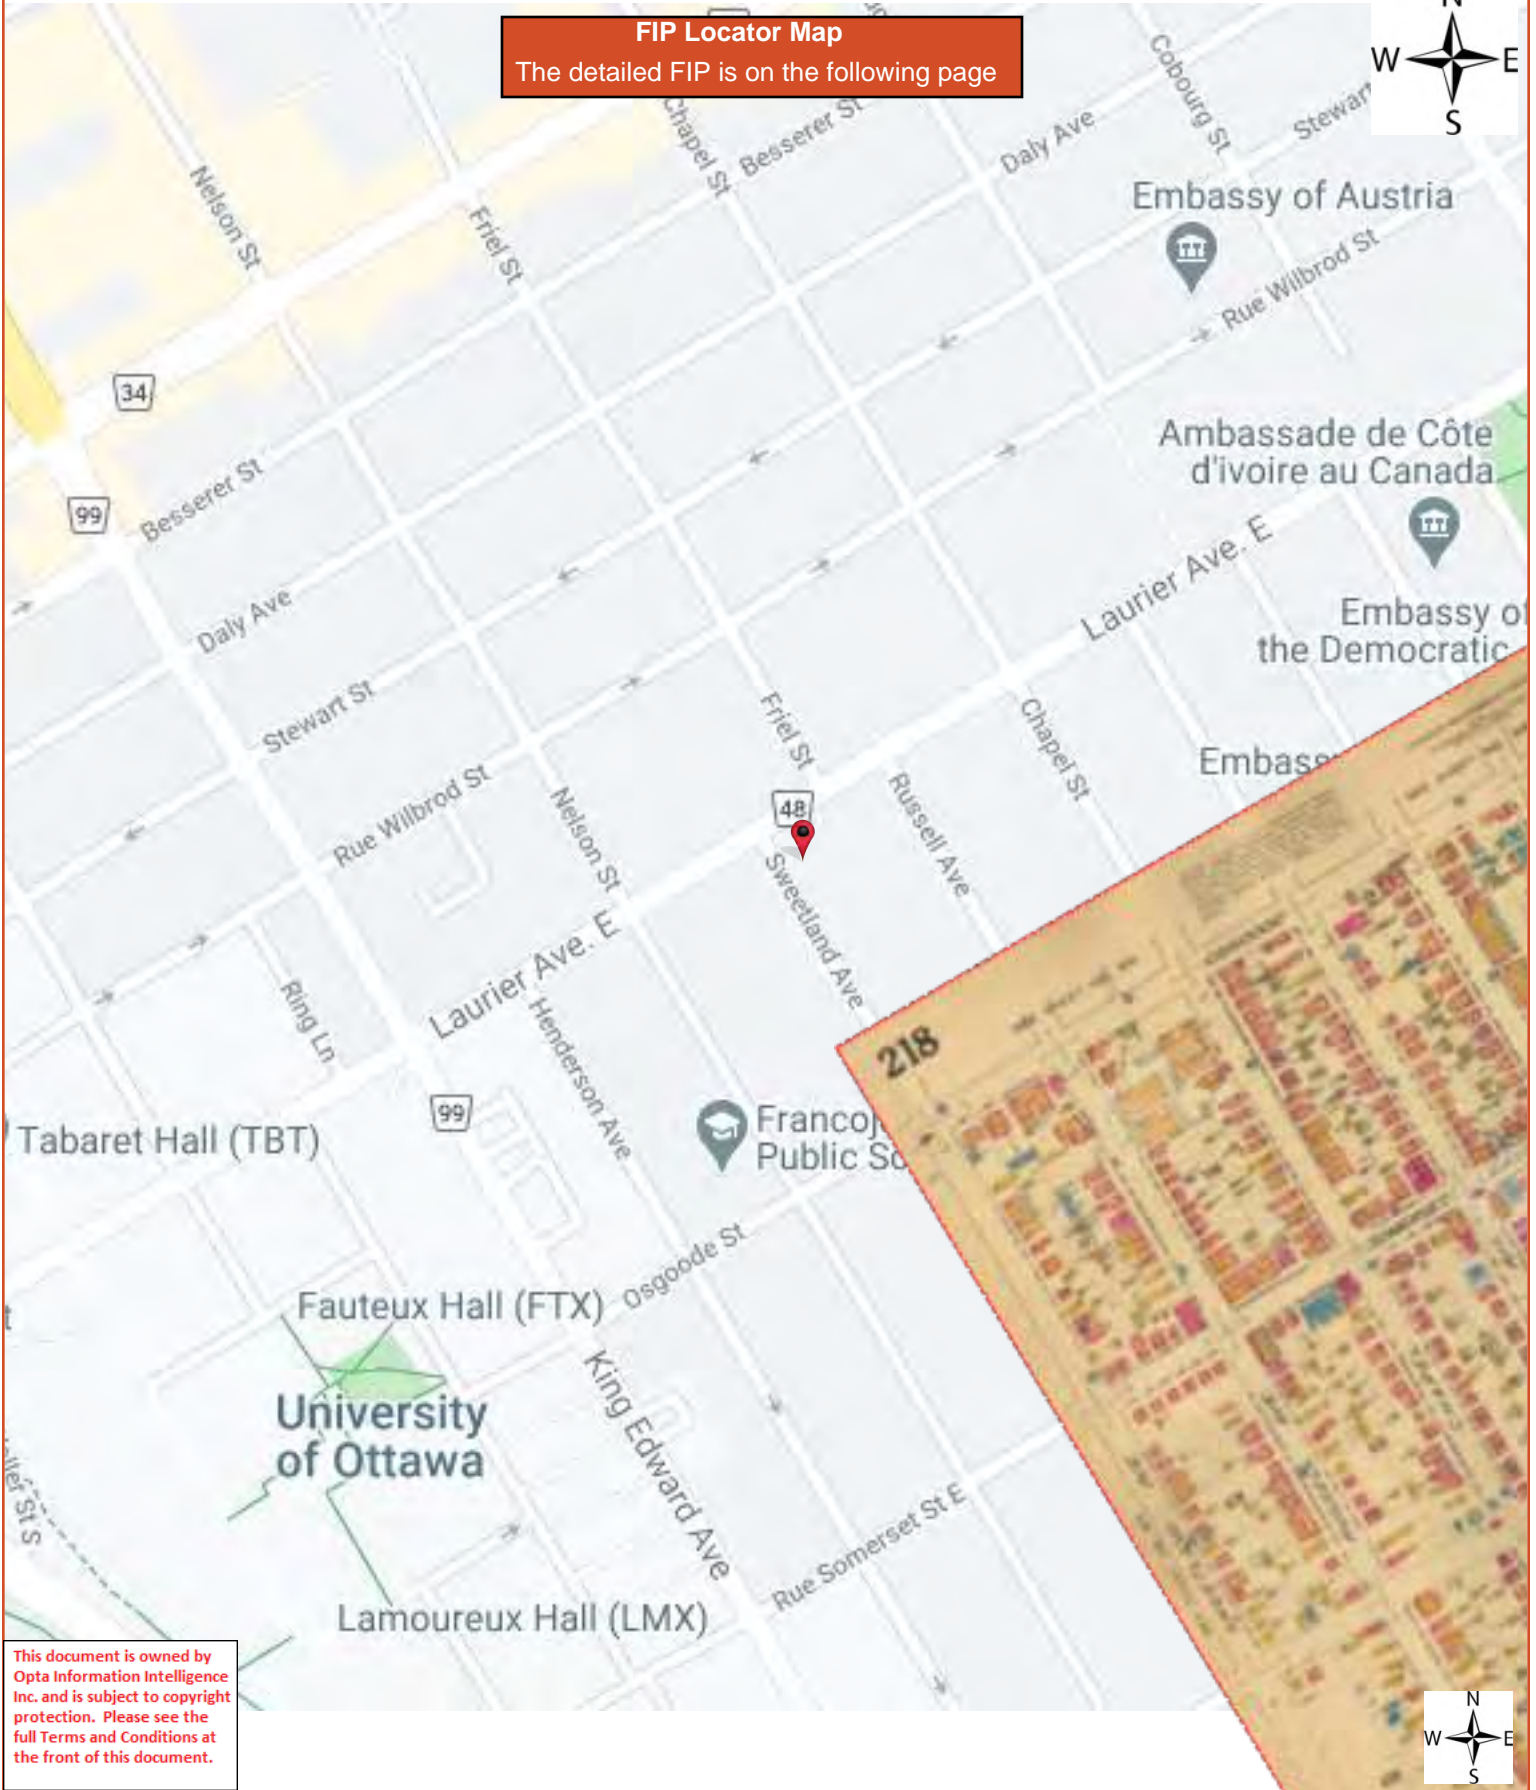 FIP Locator Map
The detailed FIP is on the following page
N
W
E
S
Cobourg St
Stewart
Chapel St
Besserer St
Daly Ave
Nelson St
Friel St
Embassy of Austria
Rue Wilbrod St
34
99
Besserer St
Ambassade de Côte
d'ivoire au Canada
Laurier Ave. E
Daly Ave
Embassy of
the Democratic
Stewart St
Friel St
Chapel St
Embass
Rue Wilbrod St
Nelson St
48
Russell Ave
Sweetland Ave
Laurier Ave. E
Ring Ln
Henderson Ave
218
99
Tabaret Hall (TBT)
Francoj
Public Sc
Osgoode St
Fauteux Hall (FTX)
King Edward Ave
University
of Ottawa
Rue Somerset St E
Lamoureux Hall (LMX)
This document is owned by
Opta Information Intelligence
Inc. and is subject to copyright
protection. Please see the
full Terms and Conditions at
the front of this document.
N
W
E
S